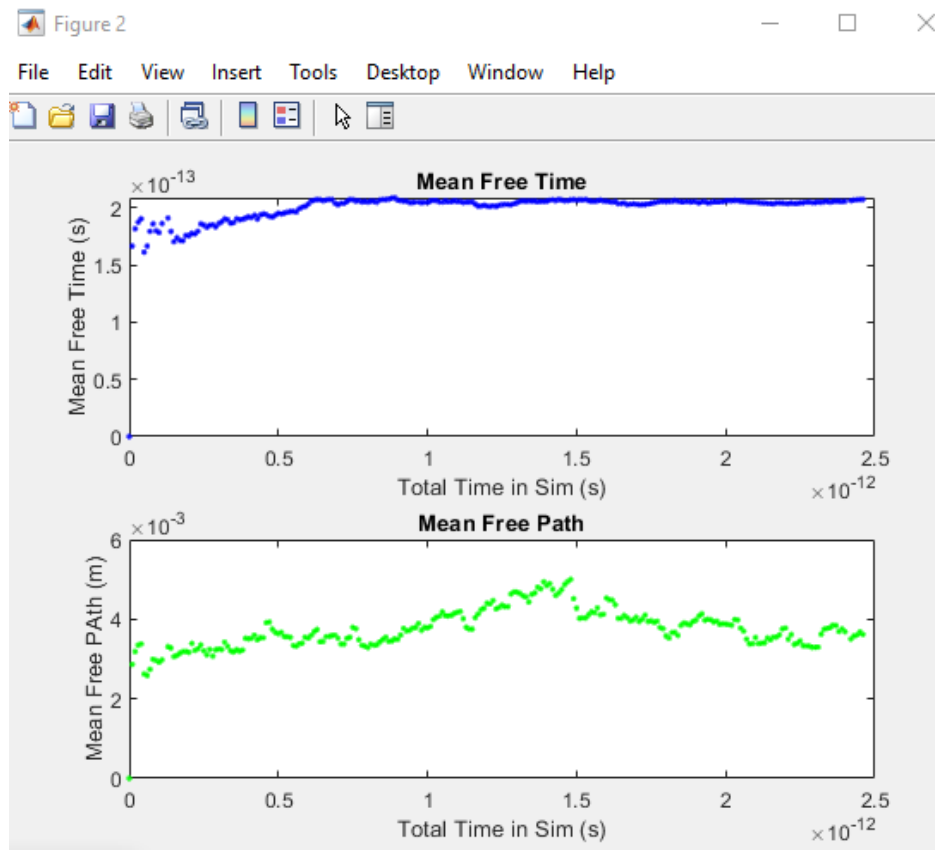 Figure 2
File Edit View Insert Tools Desktop Window Help
×10-13
Mean Free Time
Mean Free Time (s)
2
1.5
1
0.5
0
0 0.5 1 1.5 2 2.5
Total Time in Sim (s)
×10-12
×10-3
Mean Free Path
Mean Free PAth (m)
6
4
2
0
0 0.5 1 1.5 2 2.5
Total Time in Sim (s)
×10-12